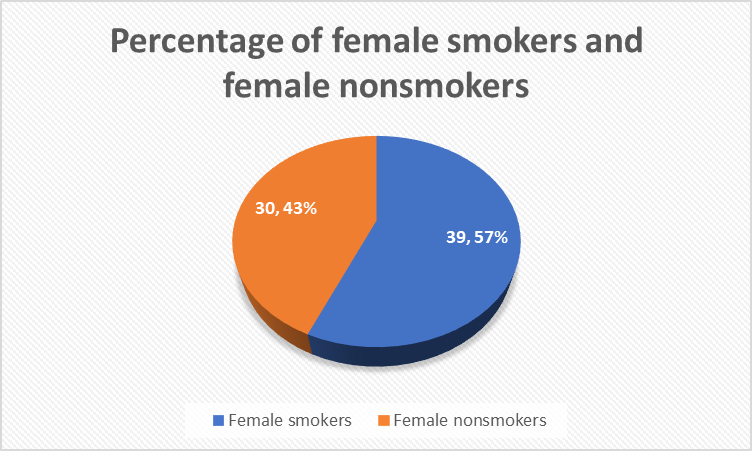 Percentage of female smokers and
female nonsmokers
30, 43%
39, 57%
Female smokers
Female nonsmokers